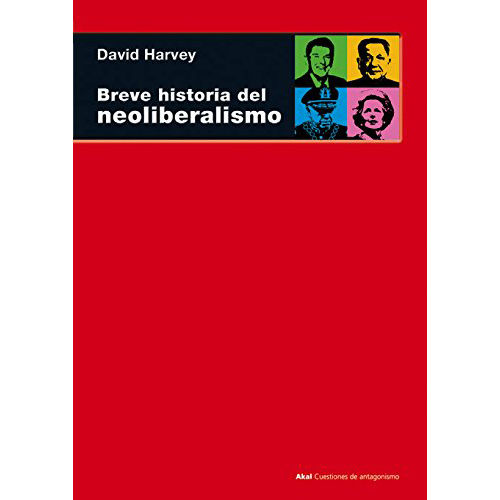 David Harvey
Breve historia del
neoliberalismo
Akal Cuestiones de antagonismo